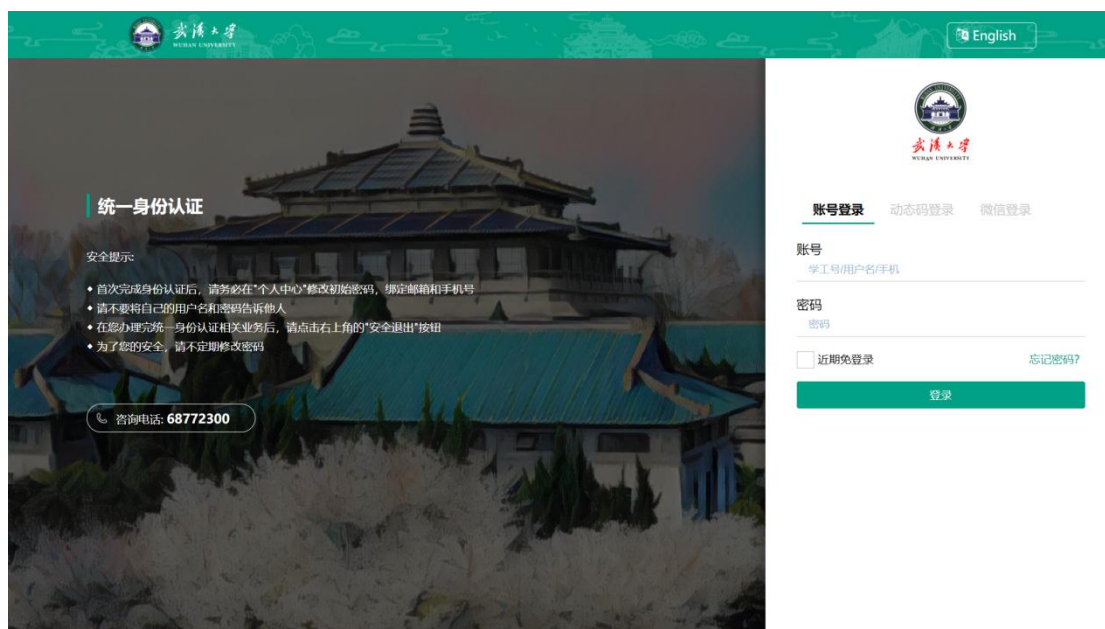 武汉大学
WUHAN UNIVERSITY
English
统一身份认证
安全提示:
首次完成身份认证后，请务必在"个人中心"修改初始密码，绑定邮箱和手机号
请不要将自己的用户名和密码告诉他人
在您办理完统一身份认证相关业务后，请点击右上角的"安全退出"按钮
为了您的安全，请不定期修改密码
咨询电话: 68772300
武汉大学
WUHAN UNIVERSITY
账号登录 动态码登录 微信登录
账号
学工号/用户名/手机
密码
密码
近期免登录 忘记密码?
登录